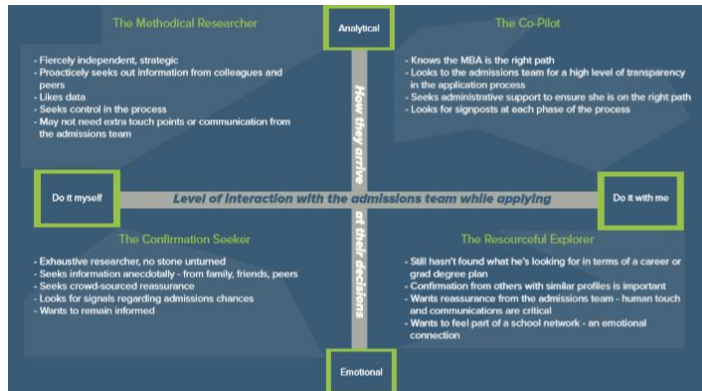 The Methodical Researcher
- Fiercely independent, strategic
- Proacticely seeks out information from colleagues and
peers
- Likes data
- Seeks control in the process
- May not need extra touch points or communication from
the admissions team
Analytical
The Co-Pilot
- Knows the MBA is the right path
- Looks to the admissions team for a high level of transparency
in the application process
- Seeks administrative support to ensure she is on the right path
- Looks for signposts at each phase of the process
How they arrive
at their decisions
Do it myself
Level of interaction with the admissions team while applying
Do it with me
The Confirmation Seeker
- Exhaustive researcher, no stone unturned
- Seeks information anecdotally - from family, friends, peers
- Seeks crowd-sourced reassurance
- Looks for signals regarding admissions chances
- Wants to remain informed
The Resourceful Explorer
- Still hasn't found what he's looking for in terms of a career or
grad degree plan
- Confirmation from others with similar profiles is important
- Wants reassurance from the admissions team - human touch
and communications are critical
- Wants to feel part of a school network - an emotional
connection
Emotional